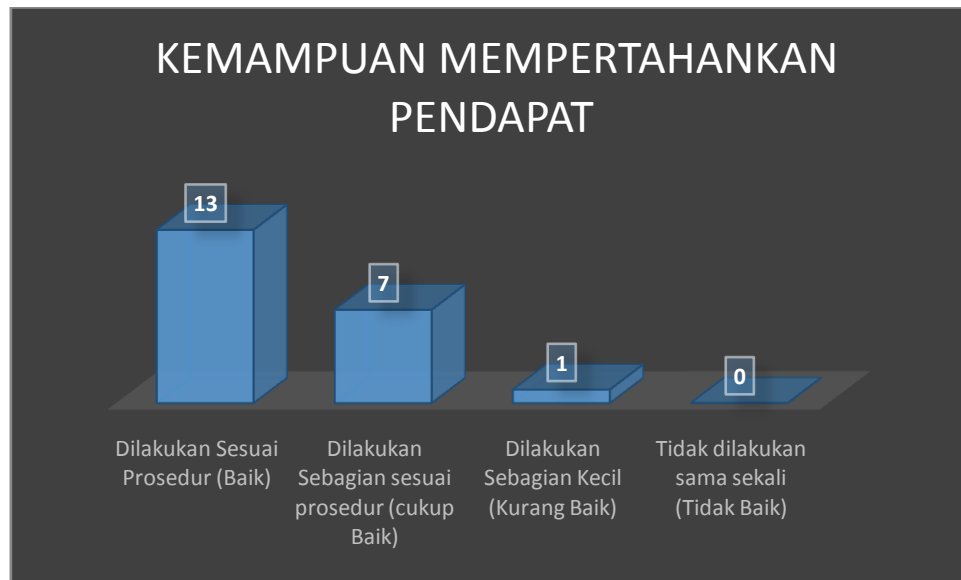 KEMAMPUAN MEMPERTAHANKAN
PENDAPAT
13
7
1
0
Dilakukan Sesuai
Prosedur (Baik)
Dilakukan
Sebagian sesuai
prosedur (cukup
Baik)
Dilakukan
Sebagian Kecil
(Kurang Baik)
Tidak dilakukan
sama sekali
(Tidak Baik)